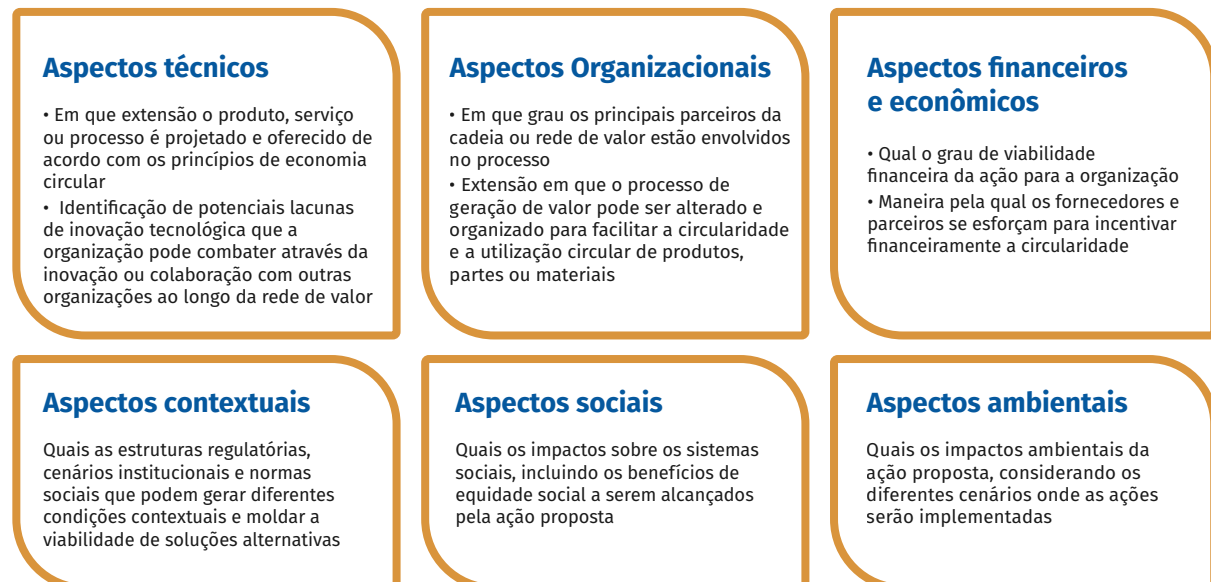 Aspectos técnicos
• Em que extensão o produto, serviço
ou processo é projetado e oferecido de
acordo com os princípios de economia
circular
• Identificação de potenciais lacunas
de inovação tecnológica que a
organização pode combater através da
inovação ou colaboração com outras
organizações ao longo da rede de valor
Aspectos Organizacionais
• Em que grau os principais parceiros da
cadeia ou rede de valor estão envolvidos
no processo
• Extensão em que o processo de
geração de valor pode ser alterado e
organizado para facilitar a circularidade
e a utilização circular de produtos,
partes ou materiais
Aspectos financeiros
e econômicos
• Qual o grau de viabilidade
financeira da ação para a organização
• Maneira pela qual os fornecedores e
parceiros se esforçam para incentivar
financeiramente a circularidade
Aspectos contextuais
Quais as estruturas regulatórias,
cenários institucionais e normas
sociais que podem gerar diferentes
condições contextuais e moldar a
viabilidade de soluções alternativas
Aspectos sociais
Quais os impactos sobre os sistemas
sociais, incluindo os benefícios de
equidade social a serem alcançados
pela ação proposta
Aspectos ambientais
Quais os impactos ambientais da
ação proposta, considerando os
diferentes cenários onde as ações
serão implementadas